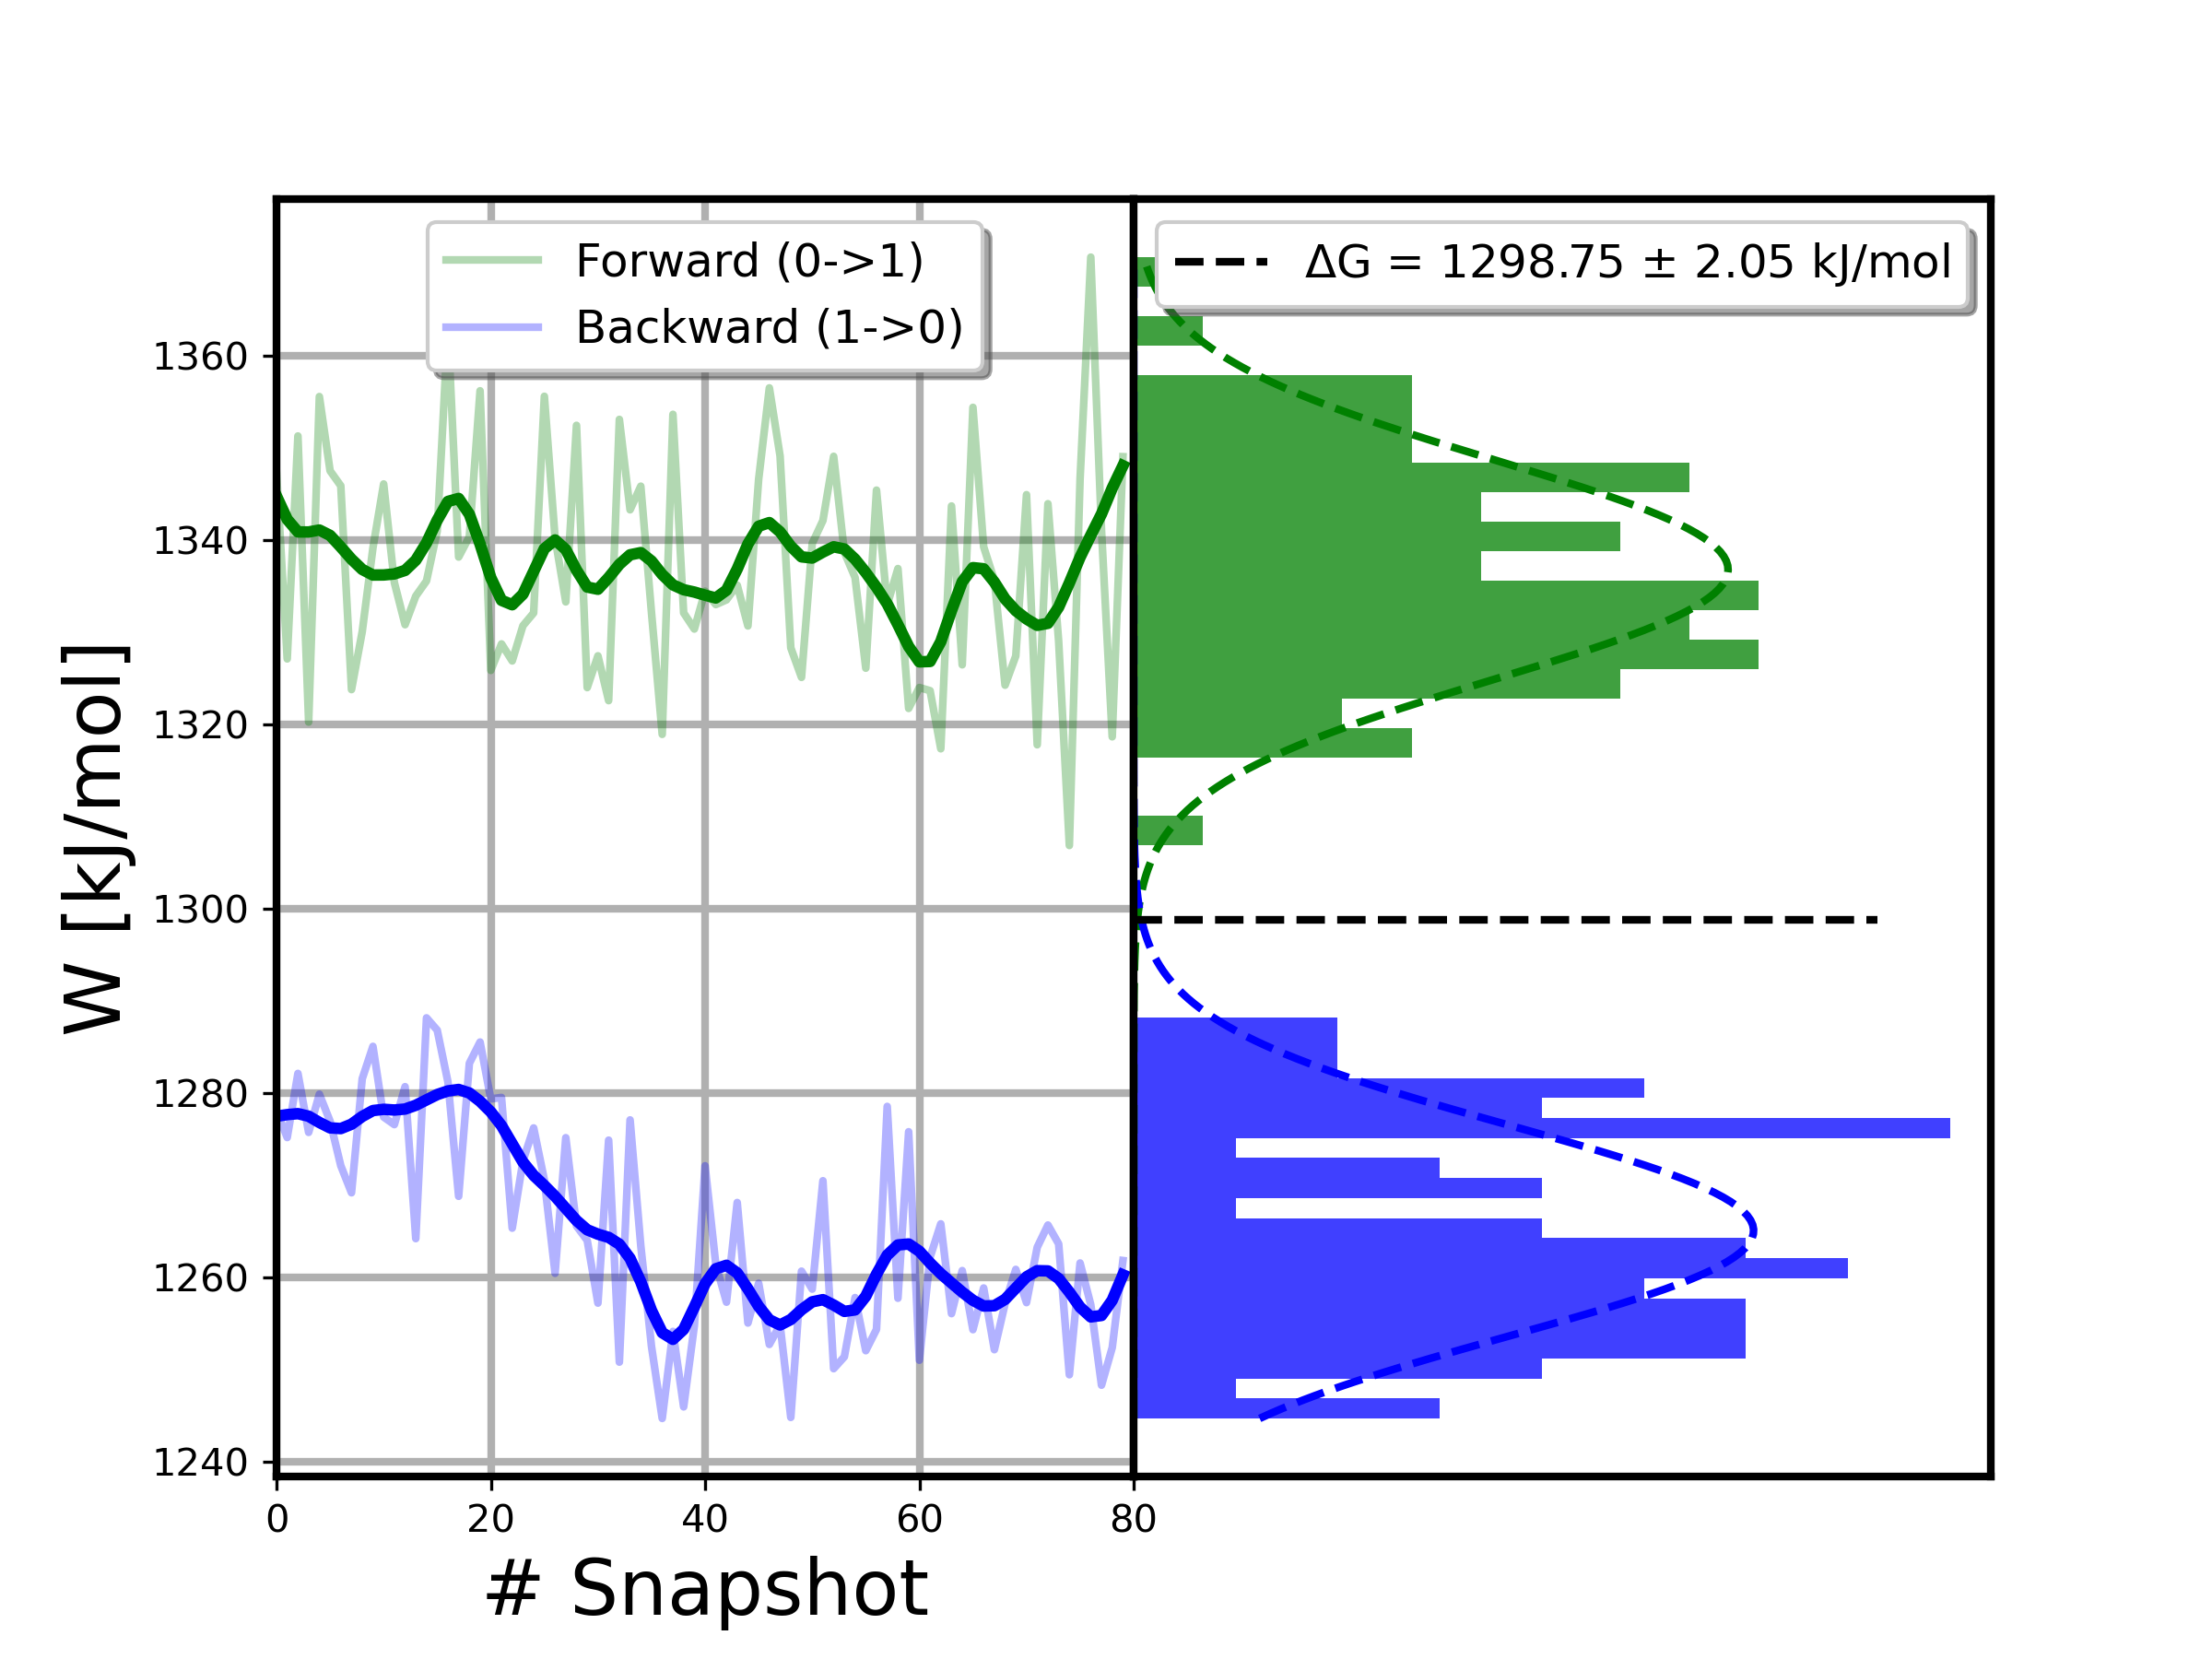 Forward (0->1)
Backward (1->0)
ΔG = 1298.75 ± 2.05 kJ/mol
W [kJ/mol]
1360
1340
1320
1300
1280
1260
1240
0 20 40 60 80
# Snapshot